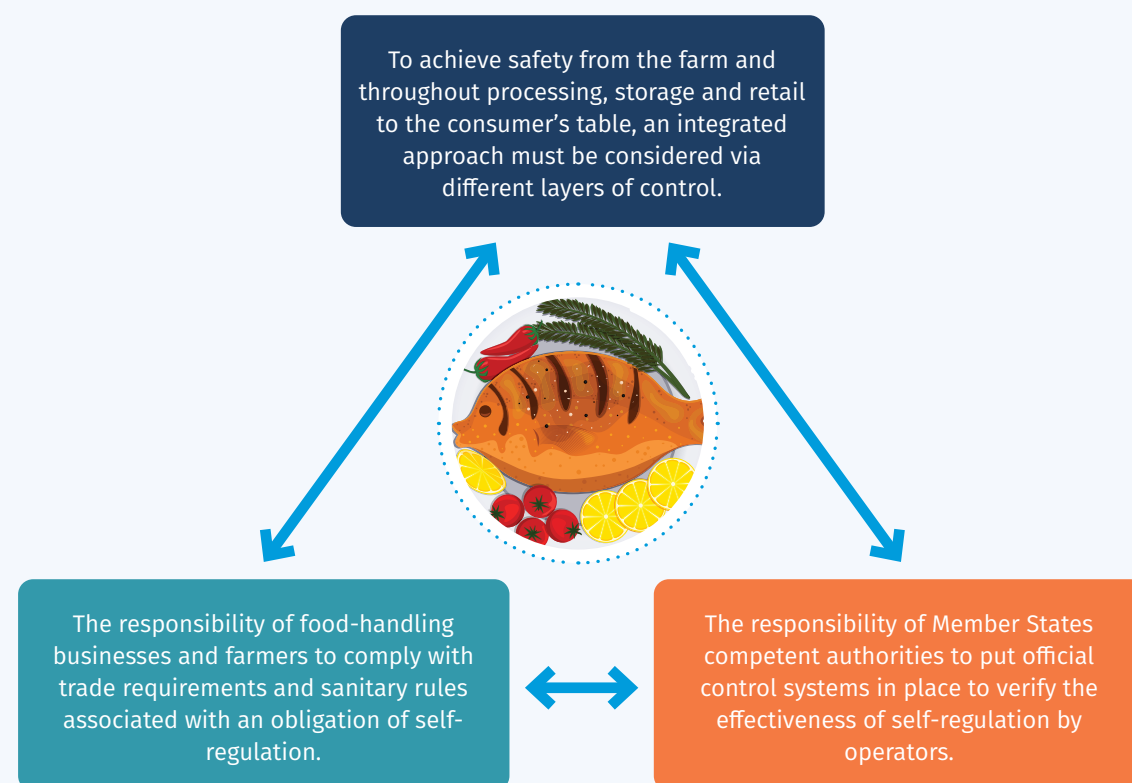 To achieve safety from the farm and
throughout processing, storage and retail
to the consumer’s table, an integrated
approach must be considered via
different layers of control.
The responsibility of food-handling
businesses and farmers to comply with
trade requirements and sanitary rules
associated with an obligation of self-
regulation.
The responsibility of Member States
competent authorities to put official
control systems in place to verify the
effectiveness of self-regulation by
operators.